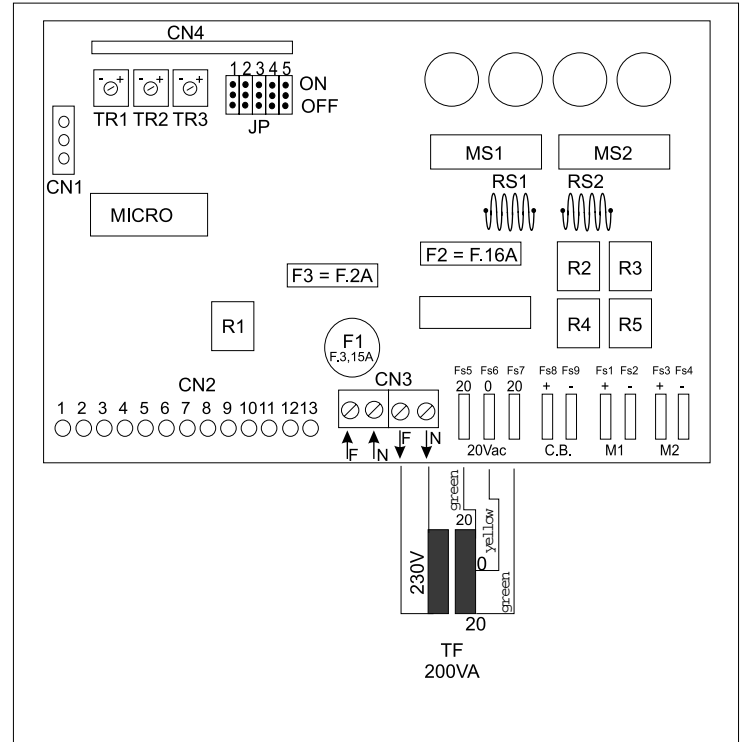 CN4
- + - + - +
1 2 3 4 5
ON
OFF
TR1 TR2 TR3
JP
CN1
MS1 MS2
RS1 RS2
MICRO
F2 = F.16A
R2 R3
F3 = F.2A
R1
R4 R5
F1
F.3,15A
CN2
CN3
Fs5 Fs6 Fs7 Fs8 Fs9 Fs1 Fs2 Fs3 Fs4
20 0 20 + - + - + -
1 2 3 4 5 6 7 8 9 10 11 12 13
F N F N
20Vac C.B. M1 M2
green
20
yellow
230V
0
green
20
TF
200VA